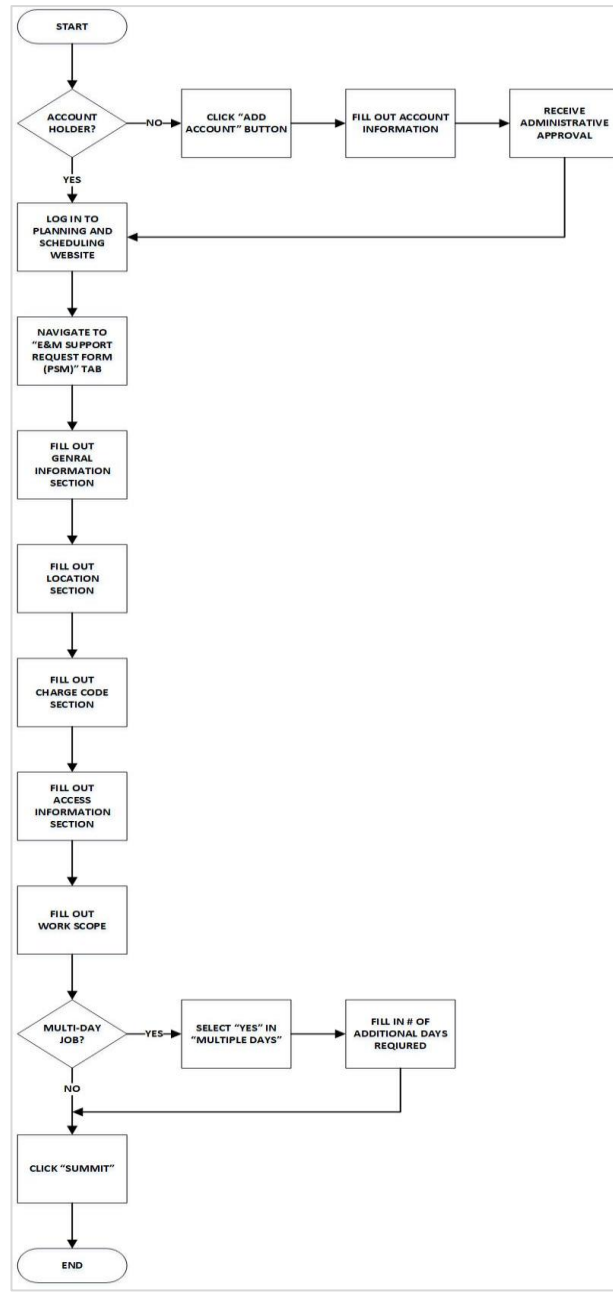 START
ACCOUNT
HOLDER?
NO
CLICK “ADD
ACCOUNT” BUTTON
FILL OUT ACCOUNT
INFORMATION
RECEIVE
ADMINISTRATIVE
APPROVAL
YES
LOG IN TO
PLANNING AND
SCHEDULING
WEBSITE
NAVIGATE TO
“E&M SUPPORT
REQUEST FORM
(PSM)” TAB
FILL OUT
GENRAL
INFORMATION
SECTION
FILL OUT
LOCATION
SECTION
FILL OUT
CHARGE CODE
SECTION
FILL OUT
ACCESS
INFORMATION
SECTION
FILL OUT
WORK SCOPE
MULTI-DAY
JOB?
YES
SELECT “YES” IN
“MULTIPLE DAYS”
FILL IN # OF
ADDITIONAL DAYS
REQIURED
NO
CLICK “SUMMIT”
END